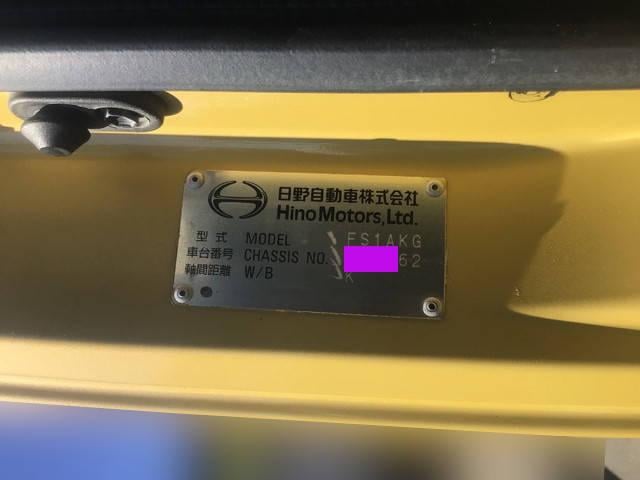 日野自動車株式会社
Hino Motors, Ltd.
型式 MODEL FS1AKG
車台番号 CHASSIS NO. 62
軸間距離 W/B K